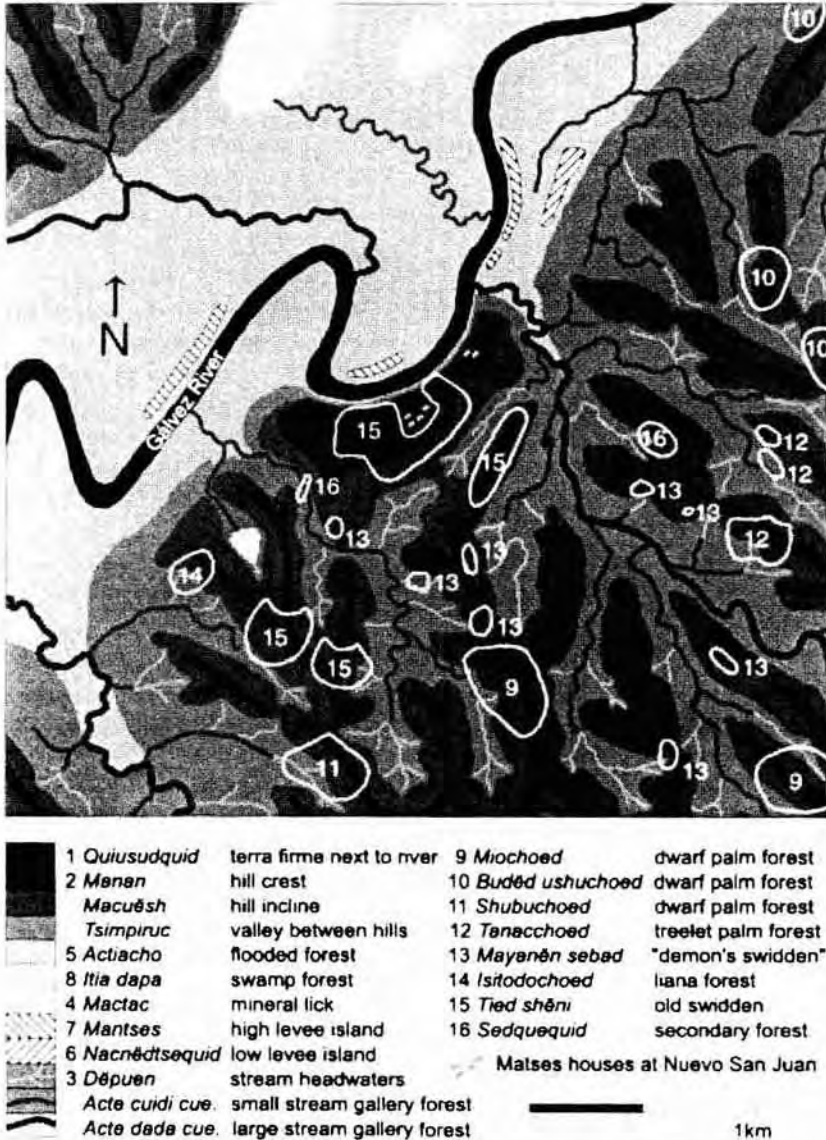 10
N
10
10
Gálvez River
15
16
12
15
12
16
13
13
13
13
12
14
13
13
15
15
13
9
11
13
9
1 Quiusudquid terra firme next to river
2 Manan hill crest
Macuësh hill incline
Tsimpiruc valley between hills
5 Actiacho flooded forest
8 Itia dapa swamp forest
4 Mactac mineral lick
7 Mantses high levee island
6 Nacnëdtsequid low levee island
3 Dëpuen stream headwaters
Acte cuidi cue. small stream gallery forest
Acte dada cue. large stream gallery forest
9 Miochoed dwarf palm forest
10 Budëd ushuchoed dwarf palm forest
11 Shubuchoed dwarf palm forest
12 Tanacchoed treelet palm forest
13 Mayanën sebad "demon's swidden"
14 Isitodochoed liana forest
15 Tied shëni old swidden
16 Sedquequid secondary forest
Matses houses at Nuevo San Juan
1km